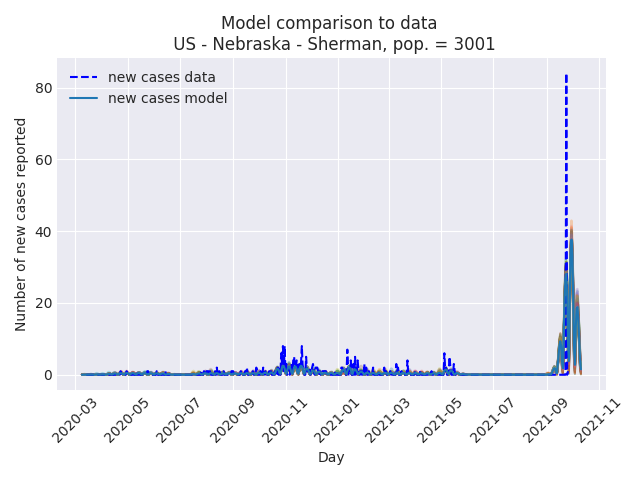 Model comparison to data
US - Nebraska - Sherman, pop. = 3001
new cases data
new cases model
Number of new cases reported
80
60
40
20
0
2020-03
2020-05
2020-07
2020-09
2020-11
2021-01
2021-03
2021-05
2021-07
2021-09
2021-11
Day